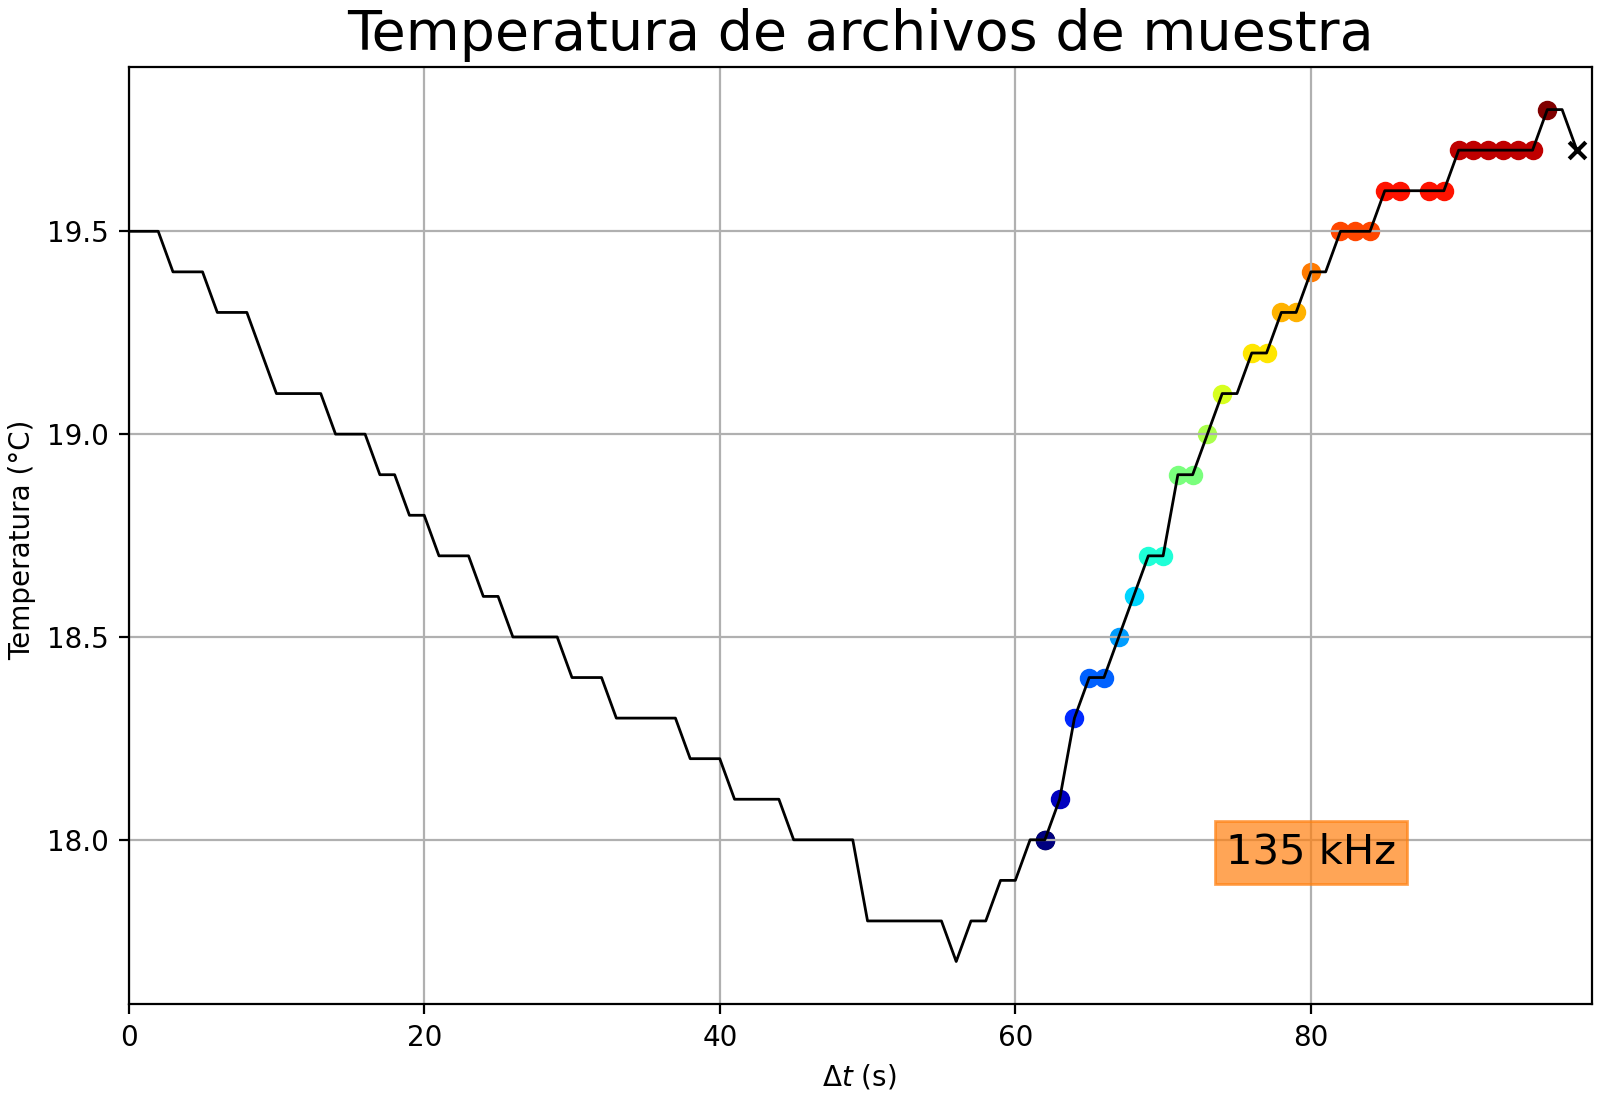 Temperatura de archivos de muestra
Temperatura (°C)
19.5
19.0
18.5
18.0
135 kHz
0 20 40 60 80
Δt (s)